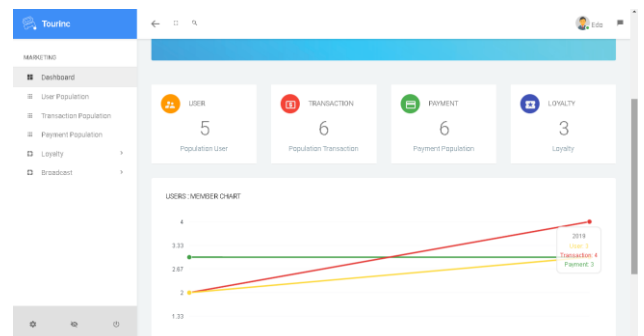 TourInc
Edo
MARKETING
Dashboard
User Population
Transaction Population
Payment Population
Loyalty
Broadcast
USER
5
Population User
TRANSACTION
6
Population Transaction
PAYMENT
6
Payment Population
LOYALTY
3
Loyalty
USERS : MEMBER CHART
4
3.33
2.67
2
1.33
2019
User: 3
Transaction: 4
Payment: 3